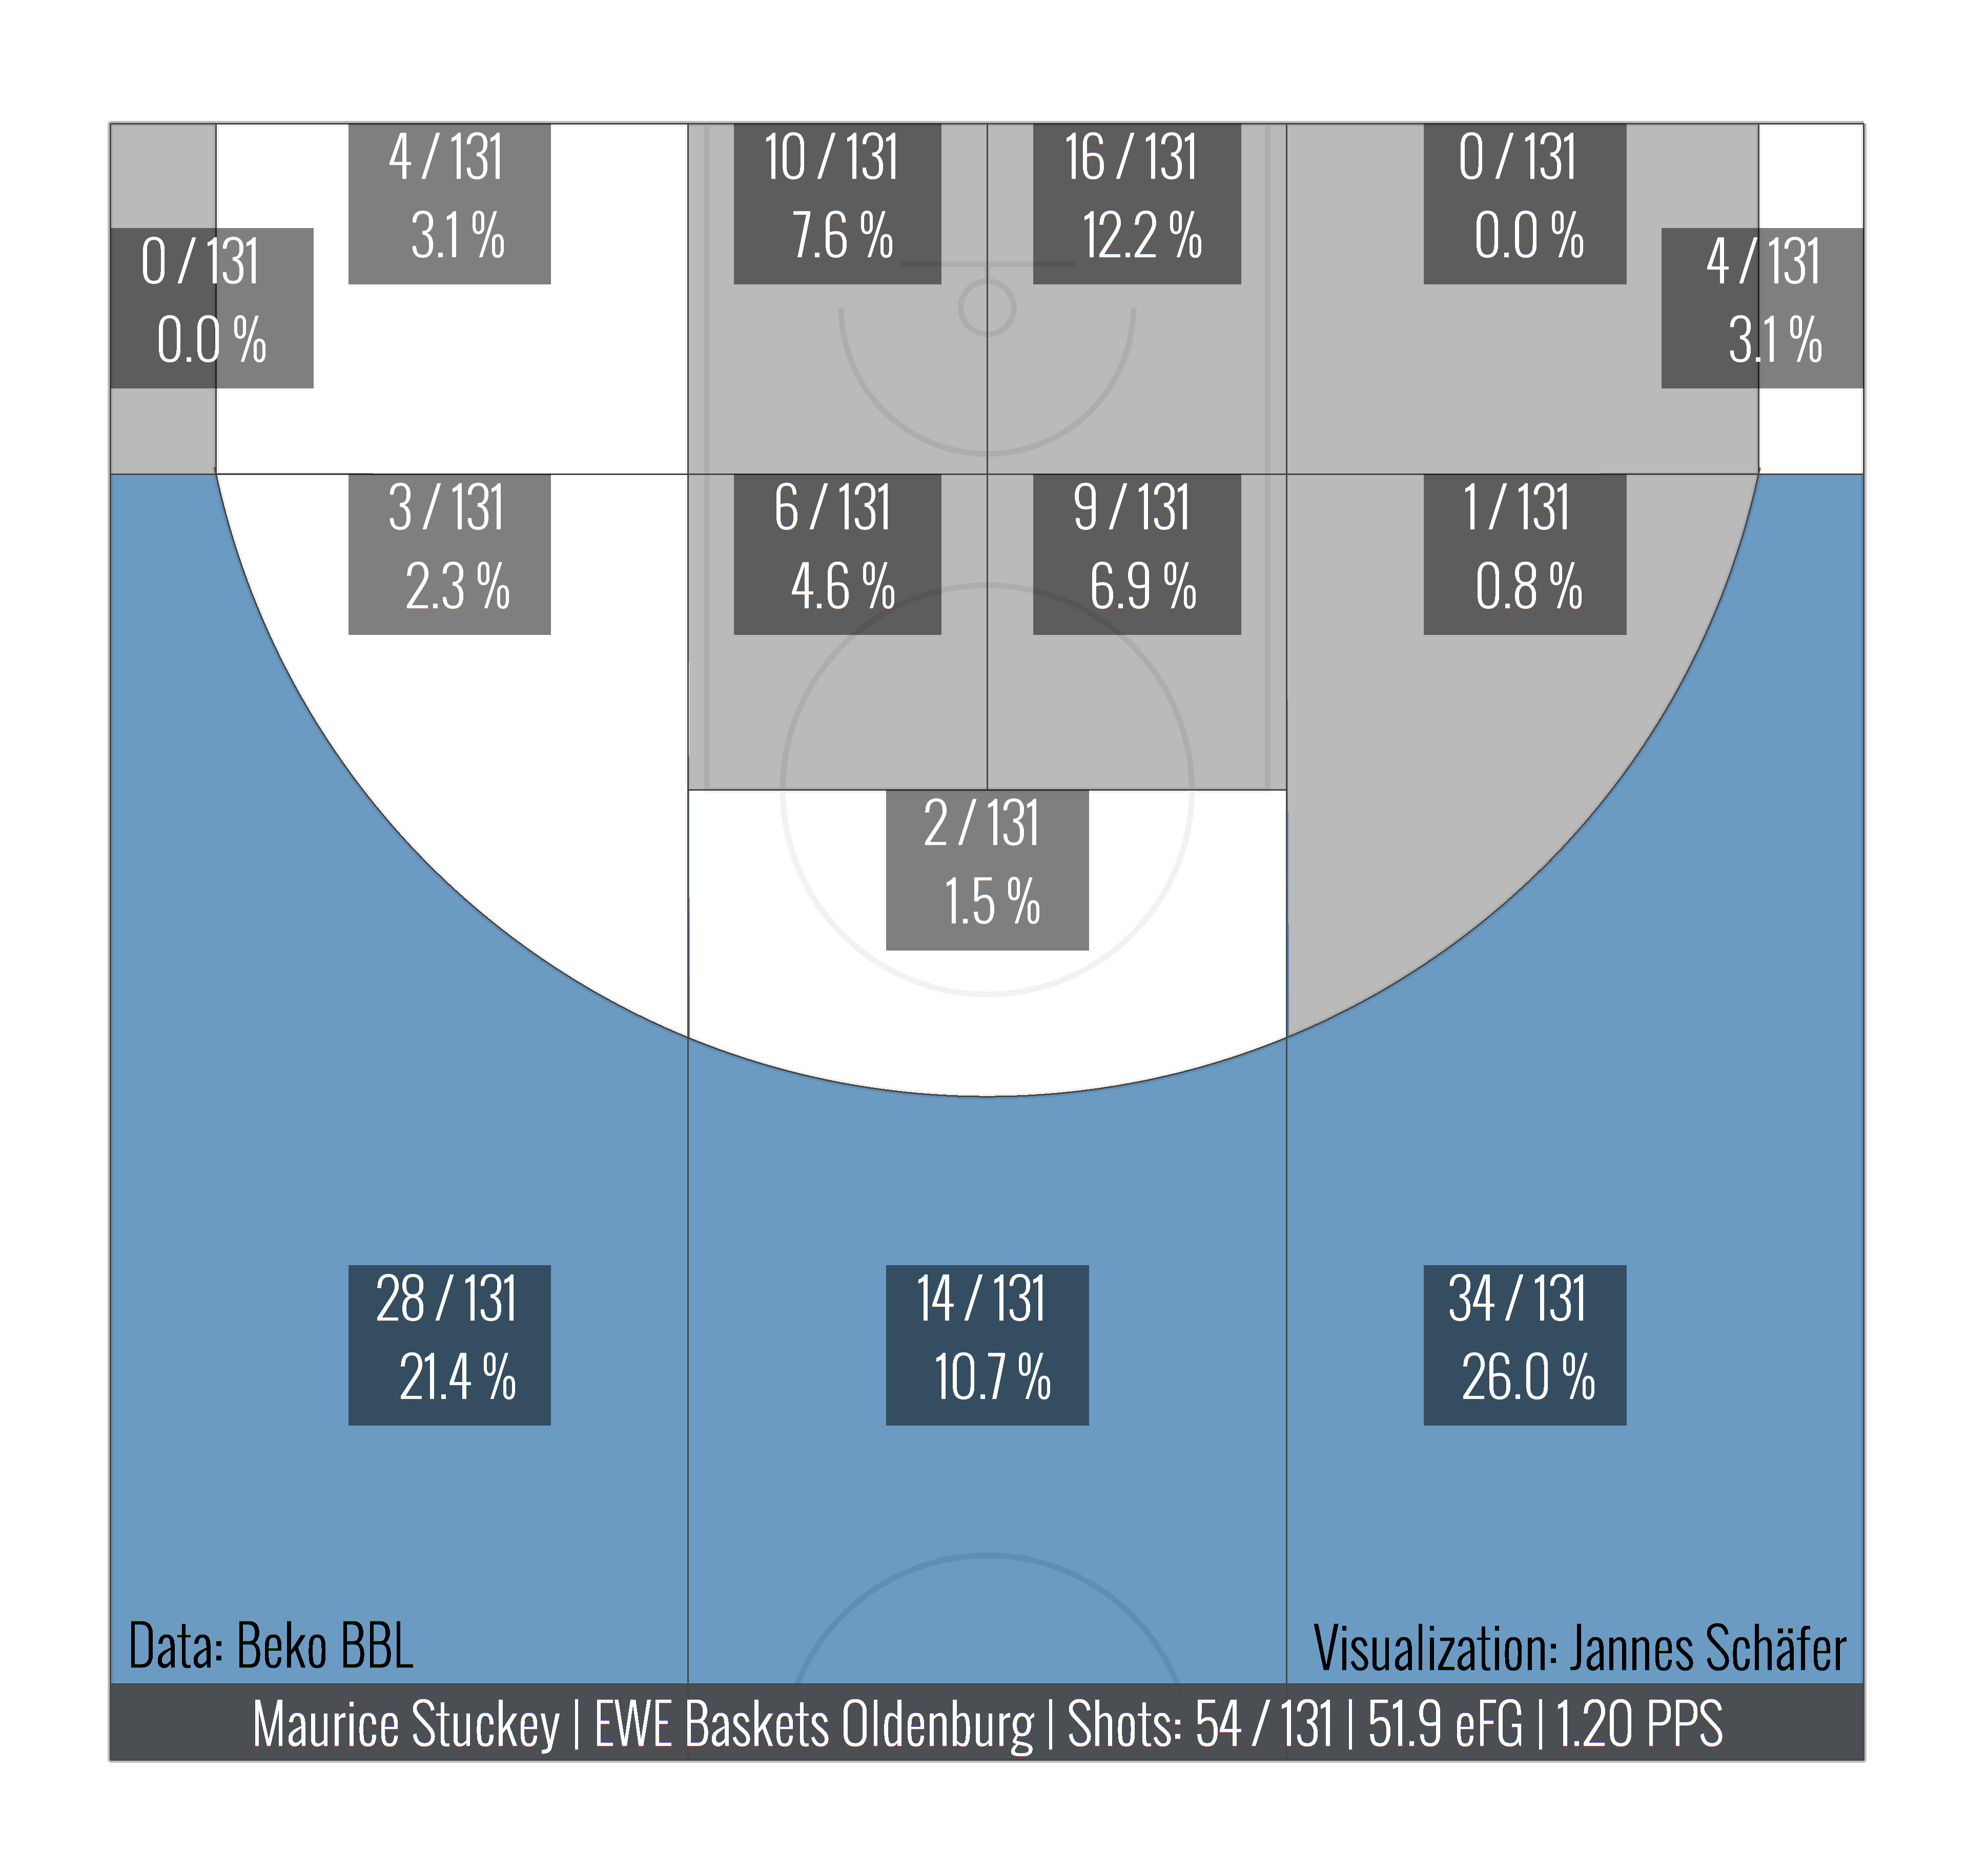 4 / 131
3.1 %
10 / 131
7.6 %
16 / 131
12.2 %
0 / 131
0.0 %
0 / 131
0.0 %
4 / 131
3.1 %
3 / 131
2.3 %
6 / 131
4.6 %
9 / 131
6.9 %
1 / 131
0.8 %
2 / 131
1.5 %
28 / 131
21.4 %
14 / 131
10.7 %
34 / 131
26.0 %
Data: Beko BBL
Visualization: Jannes Schäfer
Maurice Stuckey | EWE Baskets Oldenburg | Shots: 54 / 131 | 51.9 eFG | 1.20 PPS